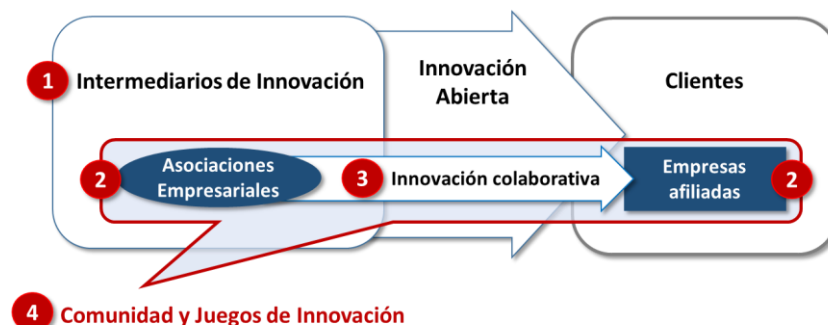 1 Intermediarios de Innovación
Innovación
Abierta
Clientes
2 Asociaciones
Empresariales
3 Innovación colaborativa
Empresas
afiliadas 2
4 Comunidad y Juegos de Innovación